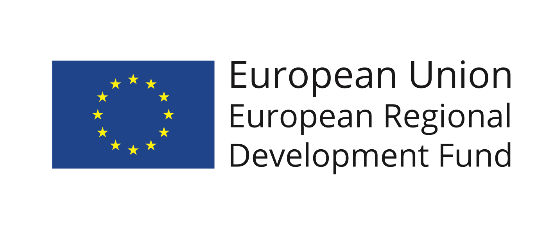 European Union
European Regional
Development Fund